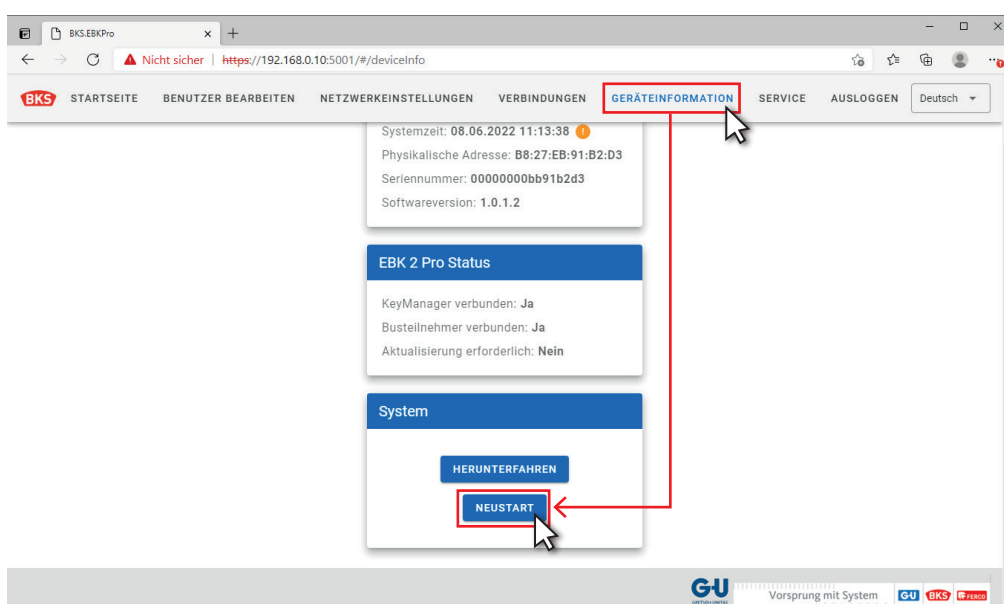 BKS.EBKPro
Nicht sicher | https://192.168.0.10:5001/#/deviceInfo
BKS STARTSEITE BENUTZER BEARBEITEN NETZWERKEINSTELLUNGEN VERBINDUNGEN GERÄTEINFORMATION SERVICE AUSLOGGEN Deutsch
Systemzeit: 08.06.2022 11:13:38
Physikalische Adresse: B8:27:EB:91:B2:D3
Seriennummer: 00000000bb91b2d3
Softwareversion: 1.0.1.2
EBK 2 Pro Status
KeyManager verbunden: Ja
Busteilnehmer verbunden: Ja
Aktualisierung erforderlich: Nein
System
HERUNTERFAHREN
NEUSTART
G-U Vorsprung mit System G-U BKS FERCO